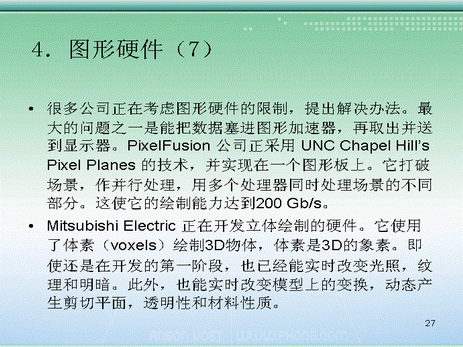 4．图形硬件（7）
• 很多公司正在考虑图形硬件的限制，提出解决办法。最
大的问题之一是能把数据塞进图形加速器，再取出并送
到显示器。PixelFusion 公司正采用 UNC Chapel Hill's
Pixel Planes 的技术，并实现在一个图形板上。它打破
场景，作并行处理，用多个处理器同时处理场景的不同
部分。这使它的绘制能力达到200 Gb/s。
• Mitsubishi Electric 正在开发立体绘制的硬件。它使用
了体素（voxels）绘制3D物体，体素是3D的象素。即
使还是在开发的第一阶段，也已经能实时改变光照，纹
理和明暗。此外，也能实时改变模型上的变换，动态产
生剪切平面，透明性和材料性质。
27